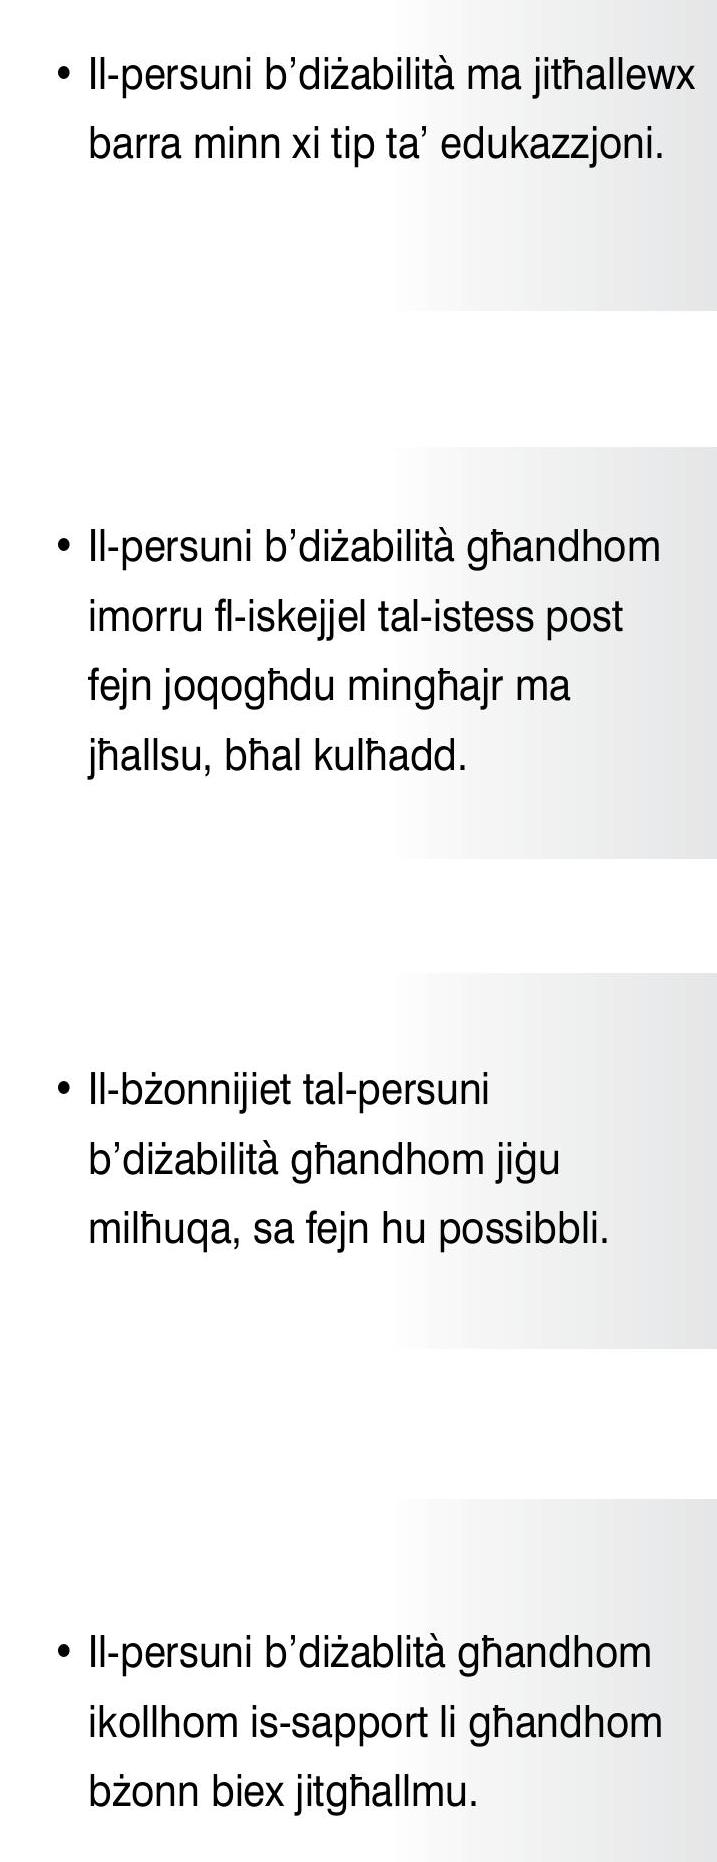 • Il-persuni b’diżabilità ma jitħallewx
barra minn xi tip ta’ edukazzjoni.
• Il-persuni b’diżabilità għandhom
imorru fl-iskejjel tal-istess post
fejn joqogħdu mingħajr ma
jħallsu, bħal kulħadd.
• Il-bżonnijiet tal-persuni
b’diżabilità għandhom jiġu
milħuqa, sa fejn hu possibbli.
• Il-persuni b’diżablità għandhom
ikollhom is-sapport li għandhom
bżonn biex jitgħallmu.